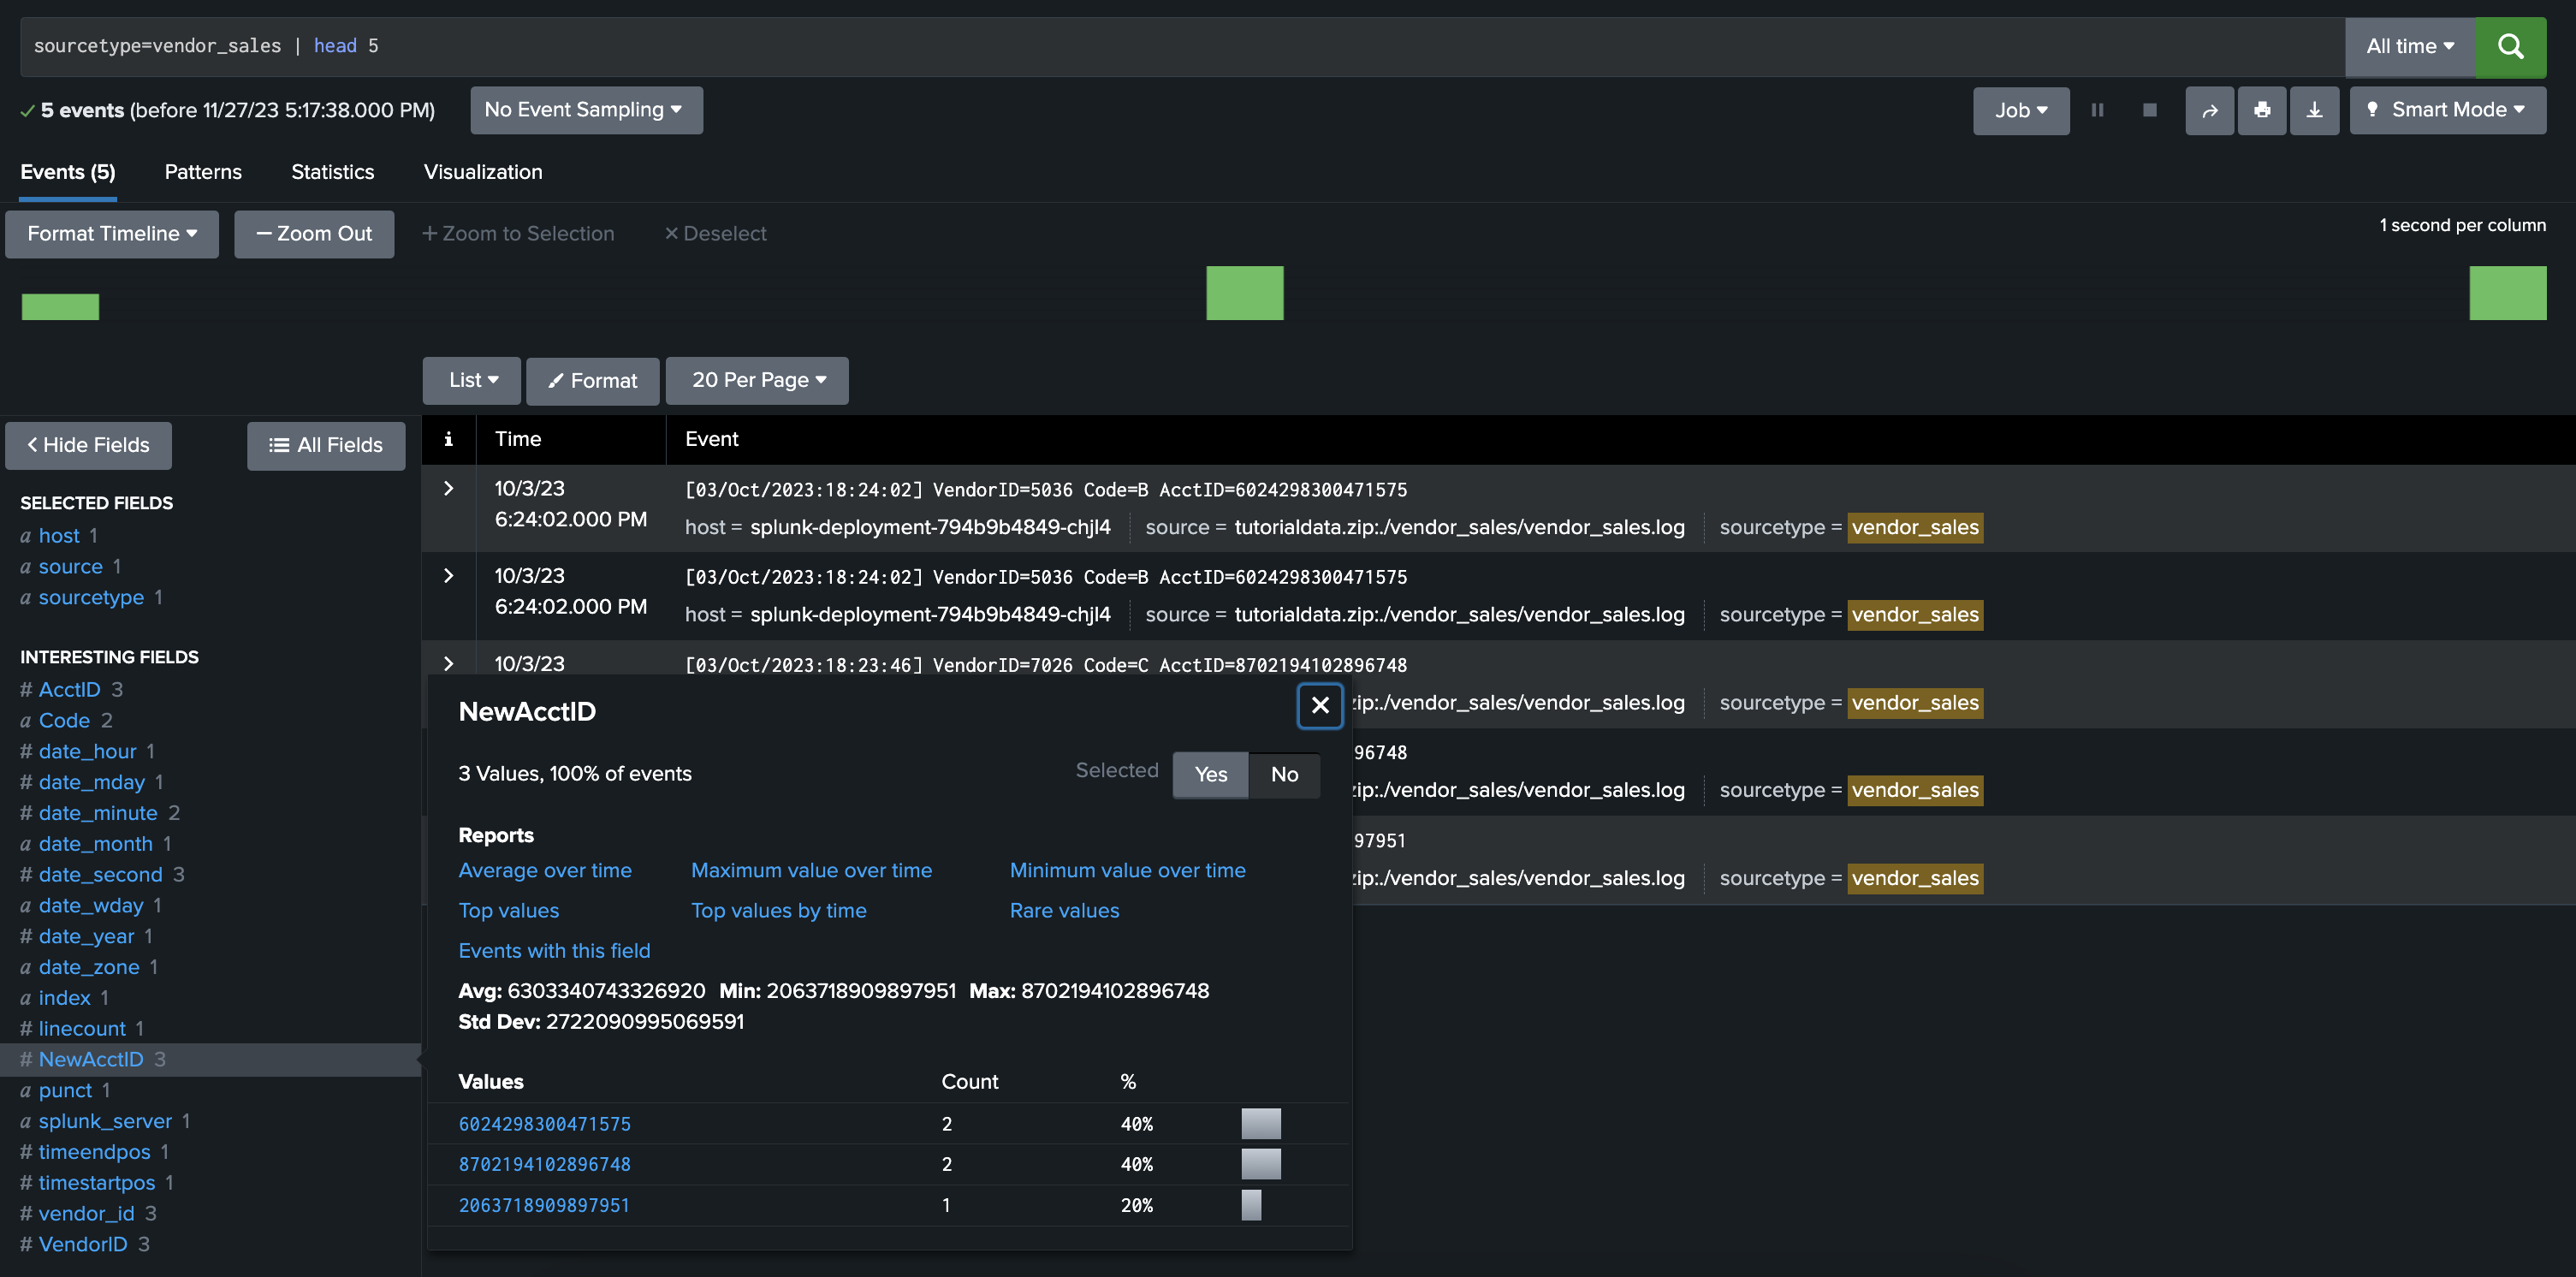 sourcetype=vendor_sales | head 5
All time
5 events (before 11/27/23 5:17:38.000 PM)
No Event Sampling
Job
Smart Mode
Events (5)
Patterns
Statistics
Visualization
Format Timeline
— Zoom Out
+ Zoom to Selection
× Deselect
1 second per column
List
Format
20 Per Page
Hide Fields
All Fields
i
Time
Event
SELECTED FIELDS
a host 1
a source 1
a sourcetype 1
INTERESTING FIELDS
# AcctID 3
a Code 2
# date_hour 1
# date_mday 1
# date_minute 2
a date_month 1
# date_second 3
a date_wday 1
# date_year 1
a date_zone 1
a index 1
# linecount 1
# NewAcctID 3
a punct 1
a splunk_server 1
# timeendpos 1
# timestartpos 1
# vendor_id 3
# VendorID 3
10/3/23
6:24:02.000 PM
[03/Oct/2023:18:24:02] VendorID=5036 Code=B AcctID=6024298300471575
host = splunk-deployment-794b9b4849-chjl4
source = tutorialdata.zip:./vendor_sales/vendor_sales.log
sourcetype = vendor_sales
10/3/23
6:24:02.000 PM
[03/Oct/2023:18:24:02] VendorID=5036 Code=B AcctID=6024298300471575
host = splunk-deployment-794b9b4849-chjl4
source = tutorialdata.zip:./vendor_sales/vendor_sales.log
sourcetype = vendor_sales
10/3/23
[03/Oct/2023:18:23:46] VendorID=7026 Code=C AcctID=8702194102896748
zip:./vendor_sales/vendor_sales.log
sourcetype = vendor_sales
96748
zip:./vendor_sales/vendor_sales.log
sourcetype = vendor_sales
97951
zip:./vendor_sales/vendor_sales.log
sourcetype = vendor_sales
NewAcctID
3 Values, 100% of events
Selected
Yes
No
Reports
Average over time
Maximum value over time
Minimum value over time
Top values
Top values by time
Rare values
Events with this field
Avg: 6303340743326920 Min: 2063718909897951 Max: 8702194102896748
Std Dev: 2722090995069591
Values Count %
6024298300471575 2 40%
8702194102896748 2 40%
2063718909897951 1 20%